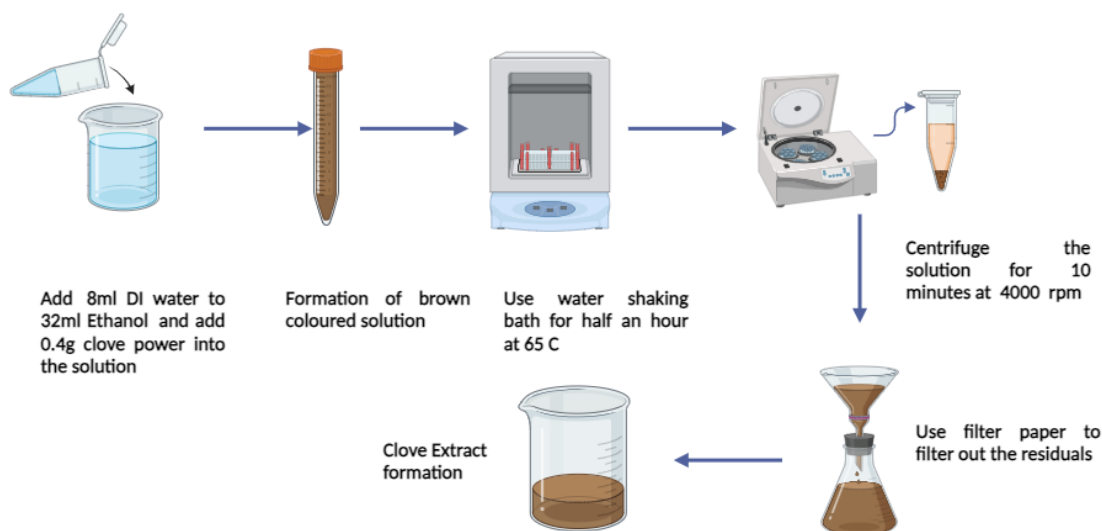 Add 8ml DI water to
32ml Ethanol and add
0.4g clove power into
the solution
Formation of brown
coloured solution
Use water shaking
bath for half an hour
at 65 C
Centrifuge the
solution for 10
minutes at 4000 rpm
Use filter paper to
filter out the residuals
Clove Extract
formation